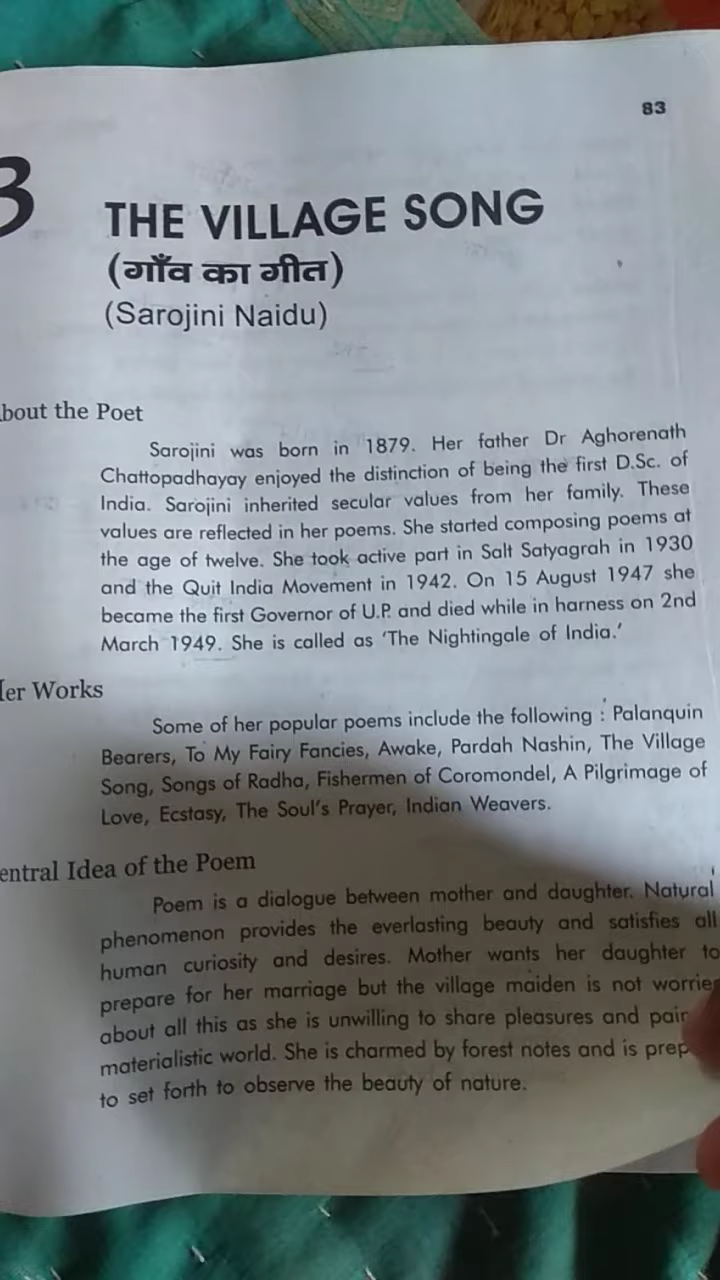 83
3
THE VILLAGE SONG
(गाँव का गीत)
(Sarojini Naidu)
bout the Poet
Sarojini was born in 1879. Her father Dr Aghorenath
Chattopadhayay enjoyed the distinction of being the first D.Sc. of
India. Sarojini inherited secular values from her family. These
values are reflected in her poems. She started composing poems at
the age of twelve. She took active part in Salt Satyagrah in 1930
and the Quit India Movement in 1942. On 15 August 1947 she
became the first Governor of U.P. and died while in harness on 2nd
March 1949. She is called as 'The Nightingale of India.'
er Works
Some of her popular poems include the following : Palanquin
Bearers, To My Fairy Fancies, Awake, Pardah Nashin, The Village
Song, Songs of Radha, Fishermen of Coromondel, A Pilgrimage of
Love, Ecstasy, The Soul's Prayer, Indian Weavers.
entral Idea of the Poem
Poem is a dialogue between mother and daughter. Natural
phenomenon provides the everlasting beauty and satisfies all
human curiosity and desires. Mother wants her daughter to
prepare for her marriage but the village maiden is not worrie
about all this as she is unwilling to share pleasures and pair
materialistic world. She is charmed by forest notes and is prep
to set forth to observe the beauty of nature.